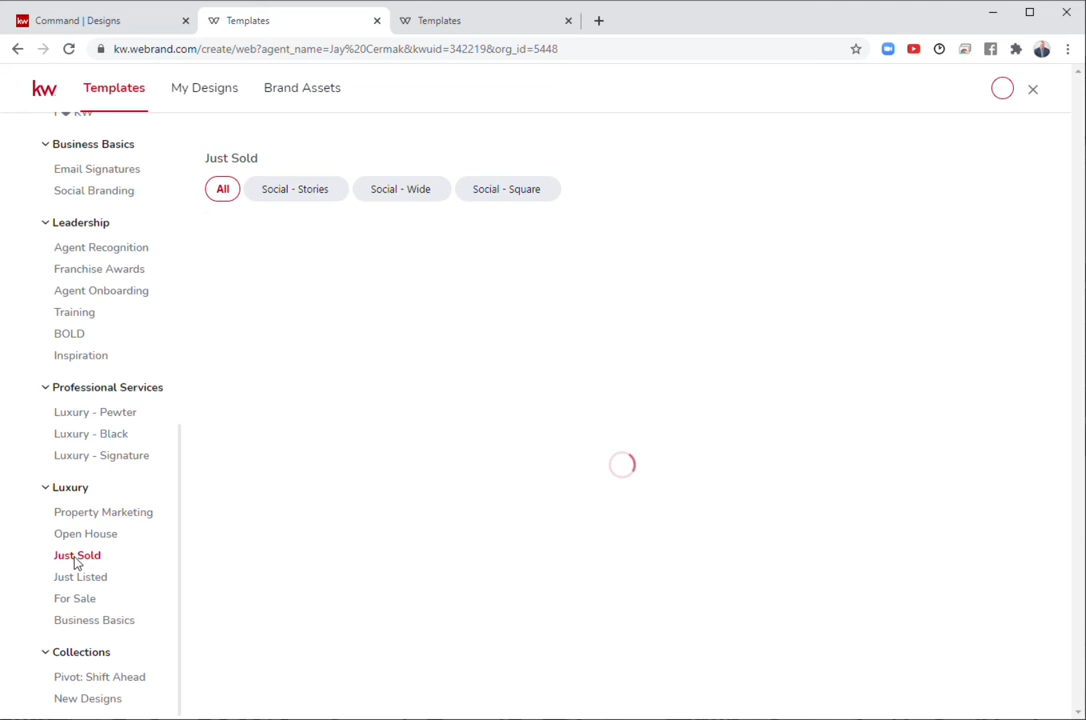 kw Command | Designs
Templates
Templates
kw.webrand.com/create/web?agent_name=Jay%20Cermak&kwuid=342219&org_id=5448
kw
Templates
My Designs
Brand Assets
Business Basics
Email Signatures
Social Branding
Leadership
Agent Recognition
Franchise Awards
Agent Onboarding
Training
BOLD
Inspiration
Professional Services
Luxury - Pewter
Luxury - Black
Luxury - Signature
Luxury
Property Marketing
Open House
Just Sold
Just Listed
For Sale
Business Basics
Collections
Pivot: Shift Ahead
New Designs
Just Sold
All
Social - Stories
Social - Wide
Social - Square